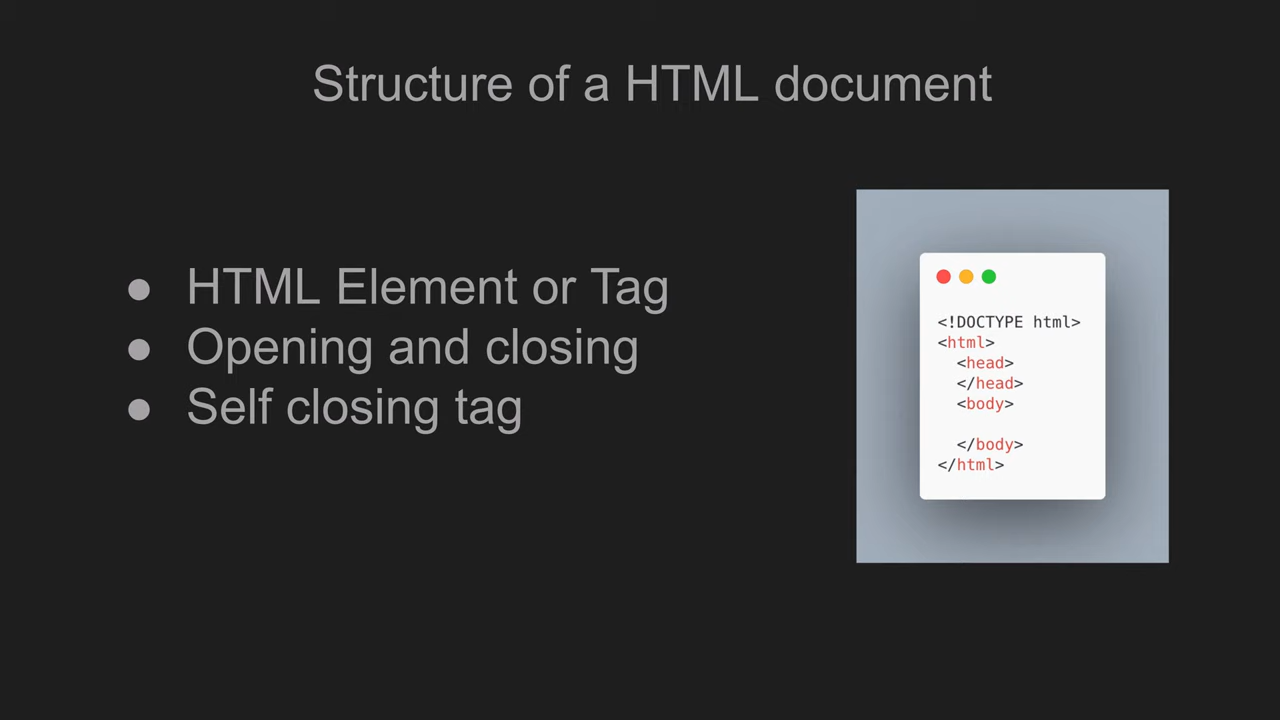 Structure of a HTML document
● HTML Element or Tag
● Opening and closing
● Self closing tag
<!DOCTYPE html>
<html>
  <head>
  </head>
  <body>

  </body>
</html>